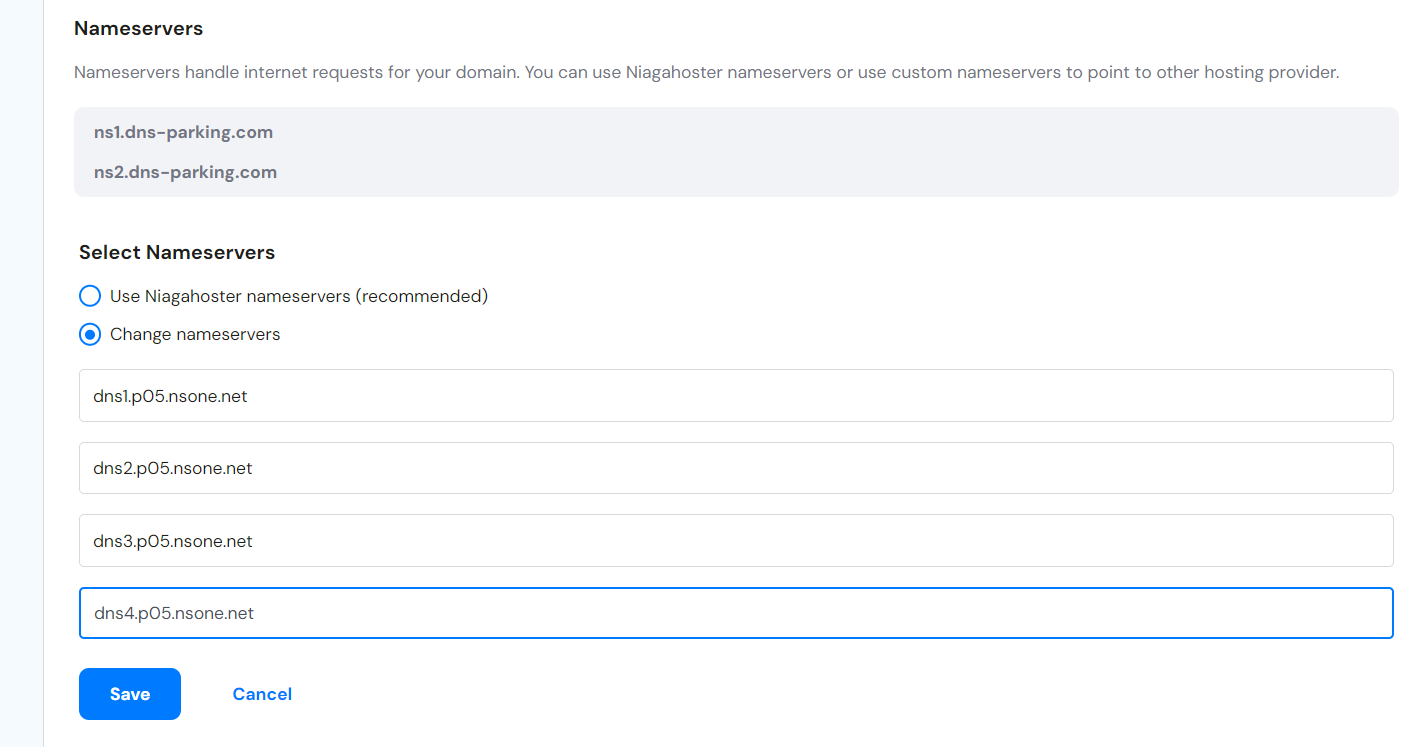 Nameservers
Nameservers handle internet requests for your domain. You can use Niagahoster nameservers or use custom nameservers to point to other hosting provider.
ns1.dns-parking.com
ns2.dns-parking.com
Select Nameservers
Use Niagahoster nameservers (recommended)
Change nameservers
dns1.p05.nsone.net
dns2.p05.nsone.net
dns3.p05.nsone.net
dns4.p05.nsone.net
Save Cancel